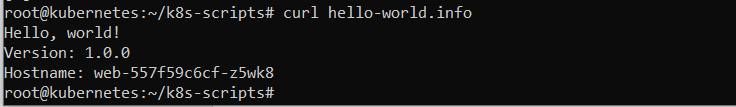 root@kubernetes:~/k8s-scripts# curl hello-world.info
Hello, world!
Version: 1.0.0
Hostname: web-557f59c6cf-z5wk8
root@kubernetes:~/k8s-scripts#